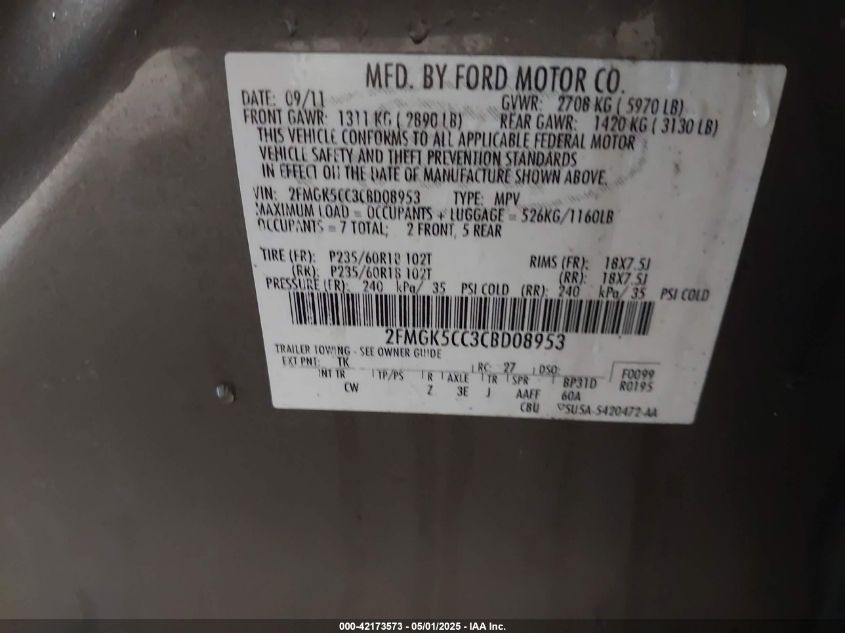 MFD. BY FORD MOTOR CO.
DATE: 09/11 GVWR: 2708 KG ( 5970 LB)
FRONT GAWR: 1311 KG ( 2890 LB) REAR GAWR: 1420 KG ( 3130 LB)
THIS VEHICLE CONFORMS TO ALL APPLICABLE FEDERAL MOTOR
VEHICLE SAFETY AND THEFT PREVENTION STANDARDS
IN EFFECT ON THE DATE OF MANUFACTURE SHOWN ABOVE.
VIN: 2FMGK5CC3CBD08953 TYPE: MPV
MAXIMUM LOAD = OCCUPANTS + LUGGAGE = 526KG/1160LB
OCCUPANTS = 7 TOTAL; 2 FRONT, 5 REAR
TIRE (FR): P235/60R18 102T RIMS (FR): 18X7.5J
(RR): P235/60R18 102T (RR): 18X7.5J
PRESSURE (FR): 240 kPa/ 35 PSI COLD (RR): 240 kPa/ 35 PSI COLD
2FMGK5CC3CBD08953
TRAILER TOWING - SEE OWNER GUIDE
EXT PNT: TK RC: 27 DSO: F0099
INT TR TP/PS R AXLE TR SPR BP31D R0195
CW Z 3E J AAFF 60A
CBU 5U5A-5420472-AA
000-42173573 / 05/01/2025 - IAA Inc.